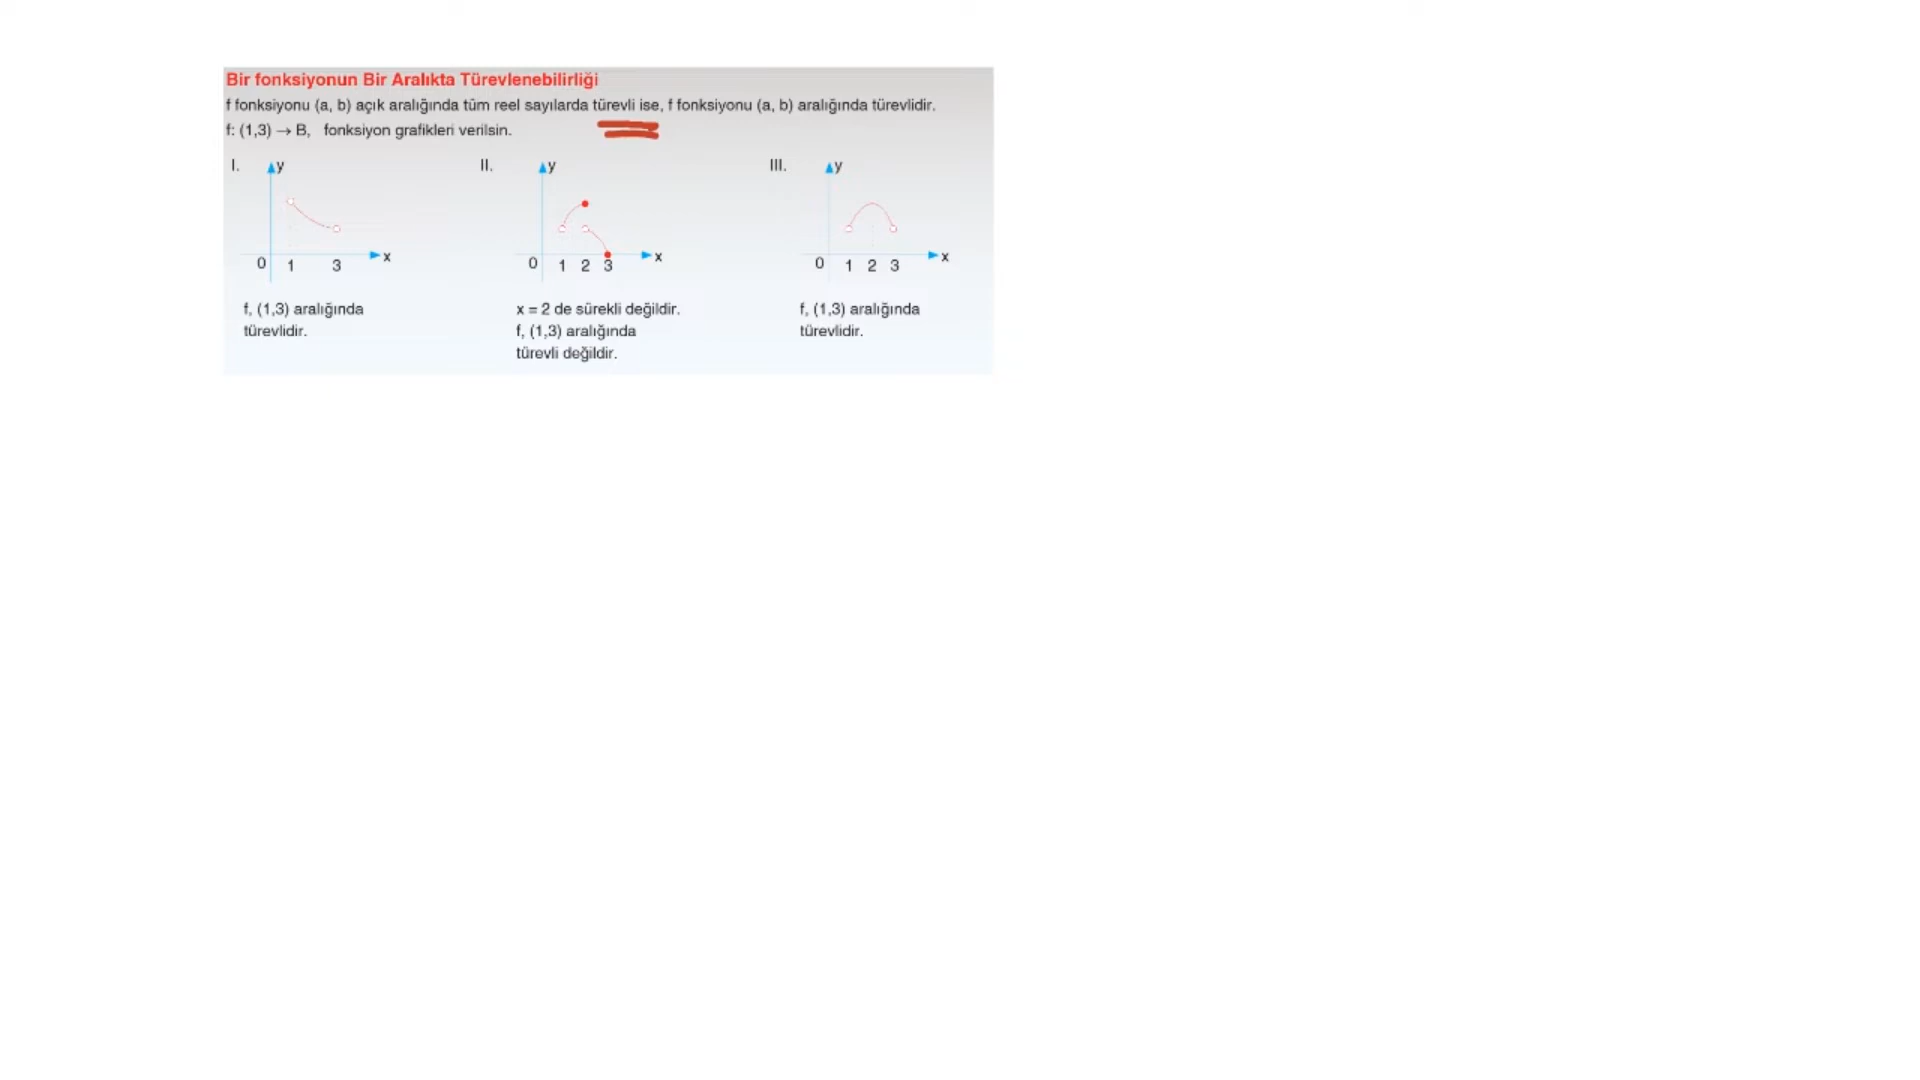 Bir fonksiyonun Bir Aralıkta Türevlenebilirliği
f fonksiyonu (a, b) açık aralığında tüm reel sayılarda türevli ise, f fonksiyonu (a, b) aralığında türevlidir.
f: (1,3) → B, fonksiyon grafikleri verilsin.
I.
y
0 1 3 x
f, (1,3) aralığında
türevlidir.
II.
y
0 1 2 3 x
x = 2 de sürekli değildir.
f, (1,3) aralığında
türevli değildir.
III.
y
0 1 2 3 x
f, (1,3) aralığında
türevlidir.